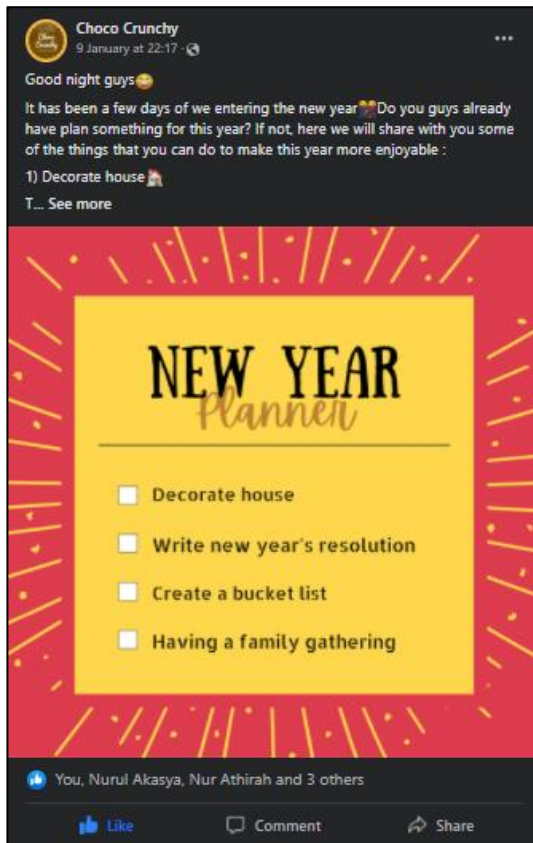 Choco Crunchy
9 January at 22:17 ·
Good night guys😄
It has been a few days of we entering the new year🎊Do you guys already
have plan something for this year? If not, here we will share with you some
of the things that you can do to make this year more enjoyable :
1) Decorate house🏠
T... See more
NEW YEAR
Planner
Decorate house
Write new year's resolution
Create a bucket list
Having a family gathering
You, Nurul Akasya, Nur Athirah and 3 others
Like Comment Share